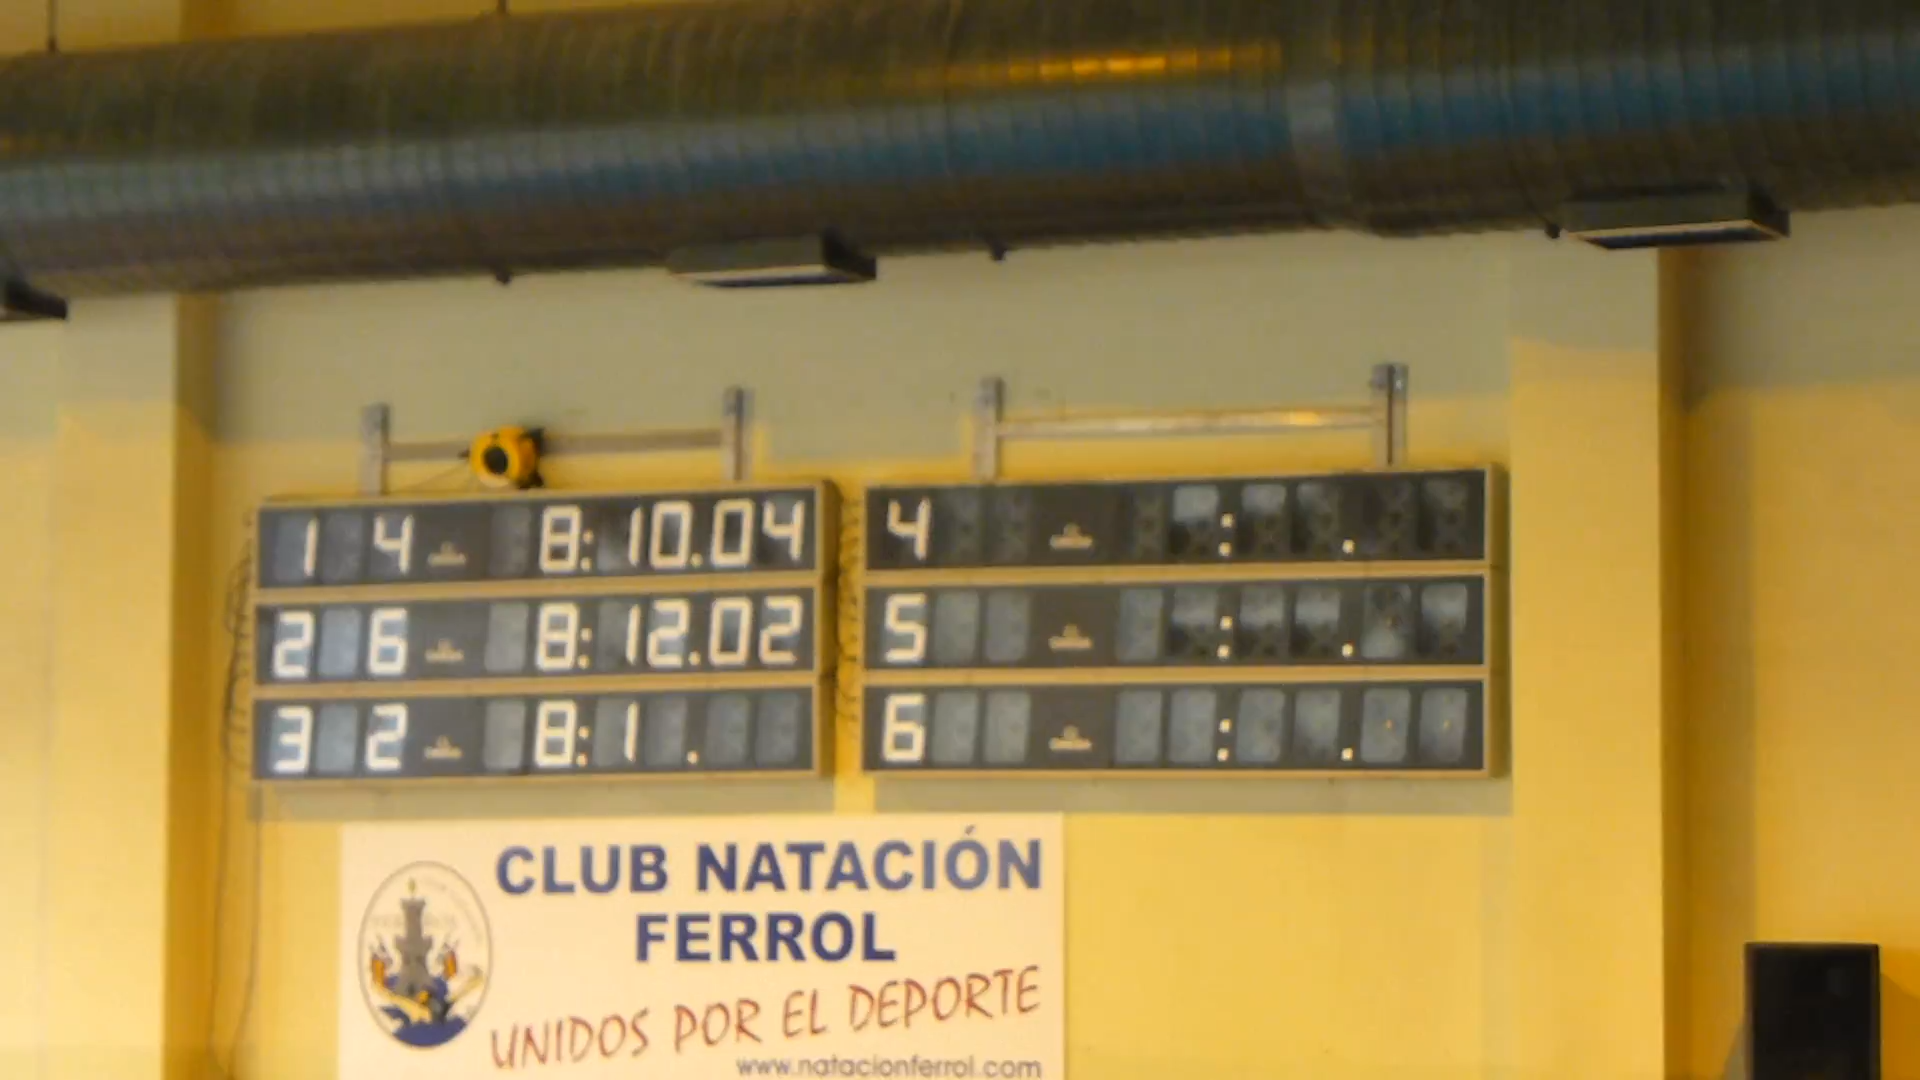 1 4 8:10.04
2 6 8:12.02
3 2 8:1 .
4 : .
5 : .
6 : .
CLUB NATACIÓN
FERROL
UNIDOS POR EL DEPORTE
www.natacionferrol.com